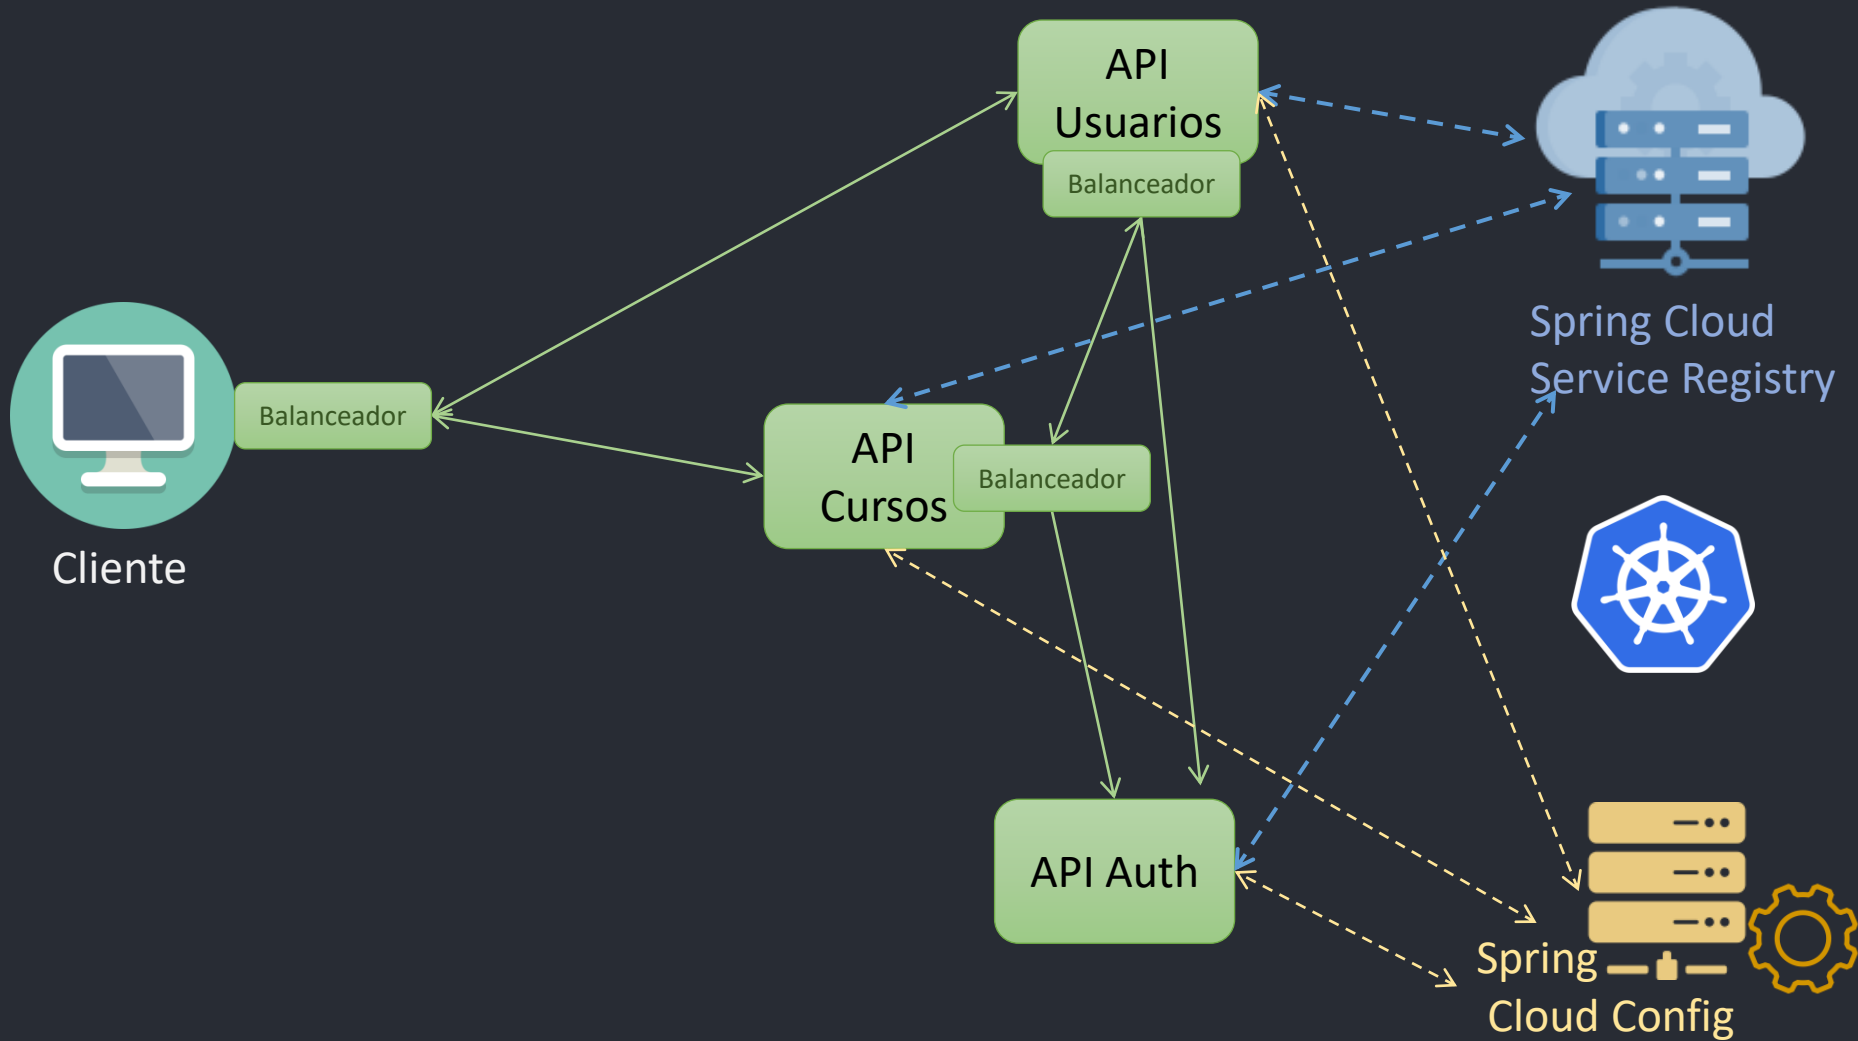 API
Usuarios
Balanceador
Spring Cloud
Service Registry
Balanceador
Cliente
API
Cursos
Balanceador
API Auth
Spring
Cloud Config